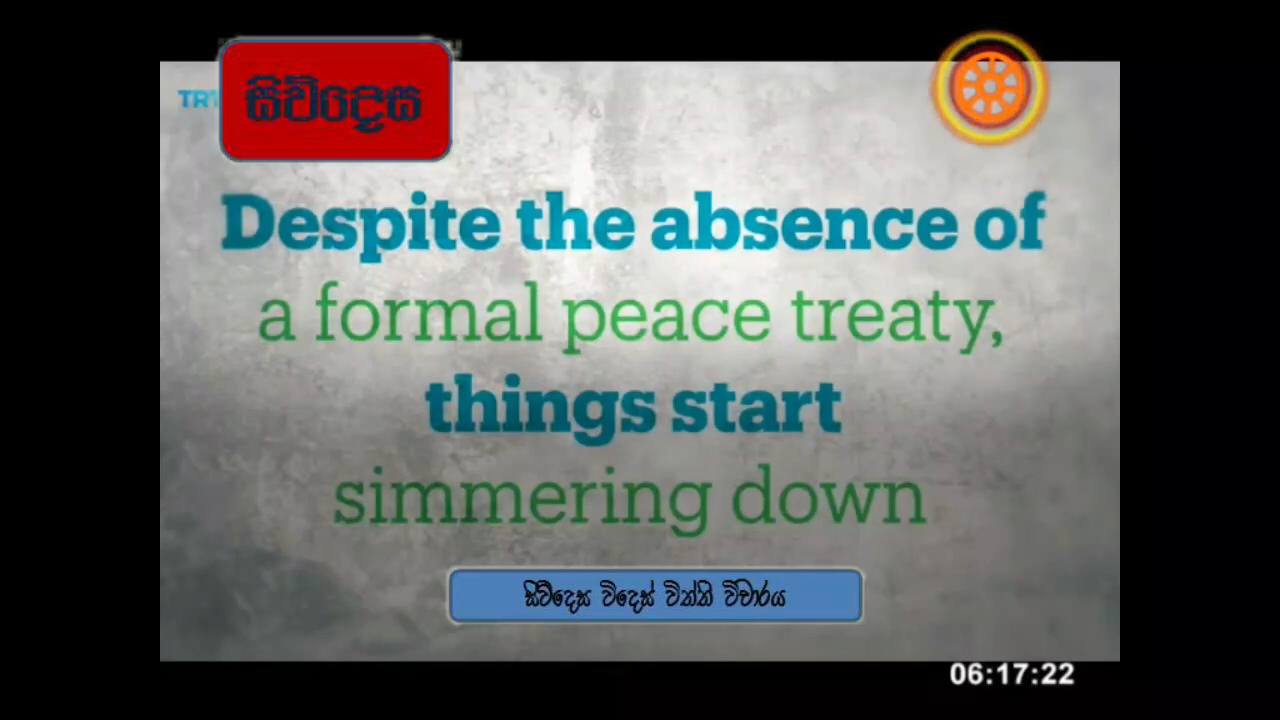 සිව්දෙස
Despite the absence of
a formal peace treaty,
things start
simmering down
සිව්දෙස විදෙස් විත්ති විචාරය
06:17:22